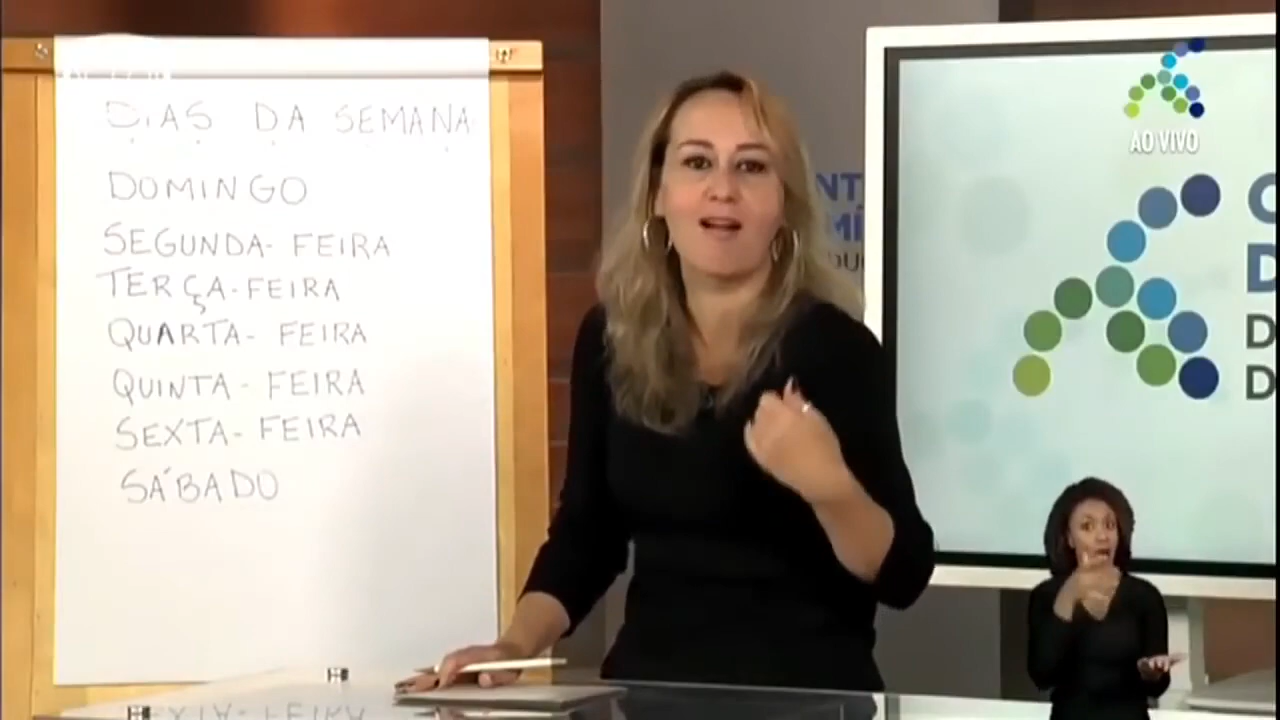 DIAS DA SEMANA
DOMINGO
SEGUNDA- FEIRA
TERÇA-FEIRA
QUARTA- FEIRA
QUINTA- FEIRA
SEXTA- FEIRA
SÁBADO
AO VIVO